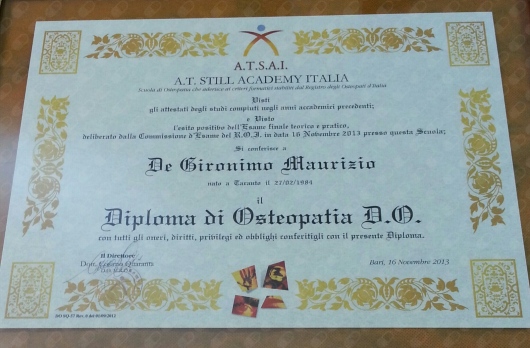 A.T.S.A.I.
A.T. STILL ACADEMY ITALIA
Scuola di Osteopatia che aderisce ai criteri formativi stabiliti dal Registro degli Osteopati d'Italia
Visti
gli attestati degli studi compiuti negli anni accademici precedenti;
e Visto
l'esito positivo dell'Esame finale teorico e pratico,
deliberato dalla Commissione d'Esame del R.O.I. in data 16 Novembre 2013 presso questa Scuola;
Si conferisce a
De Gironimo Maurizio
nato a Taranto il 27/02/1984
il
Diploma di Osteopatia D.O.
con tutti gli oneri, diritti, privilegi ed obblighi conferitigli con il presente Diploma.
Il Direttore
Dott. Quaranta
Bari, 16 Novembre 2013